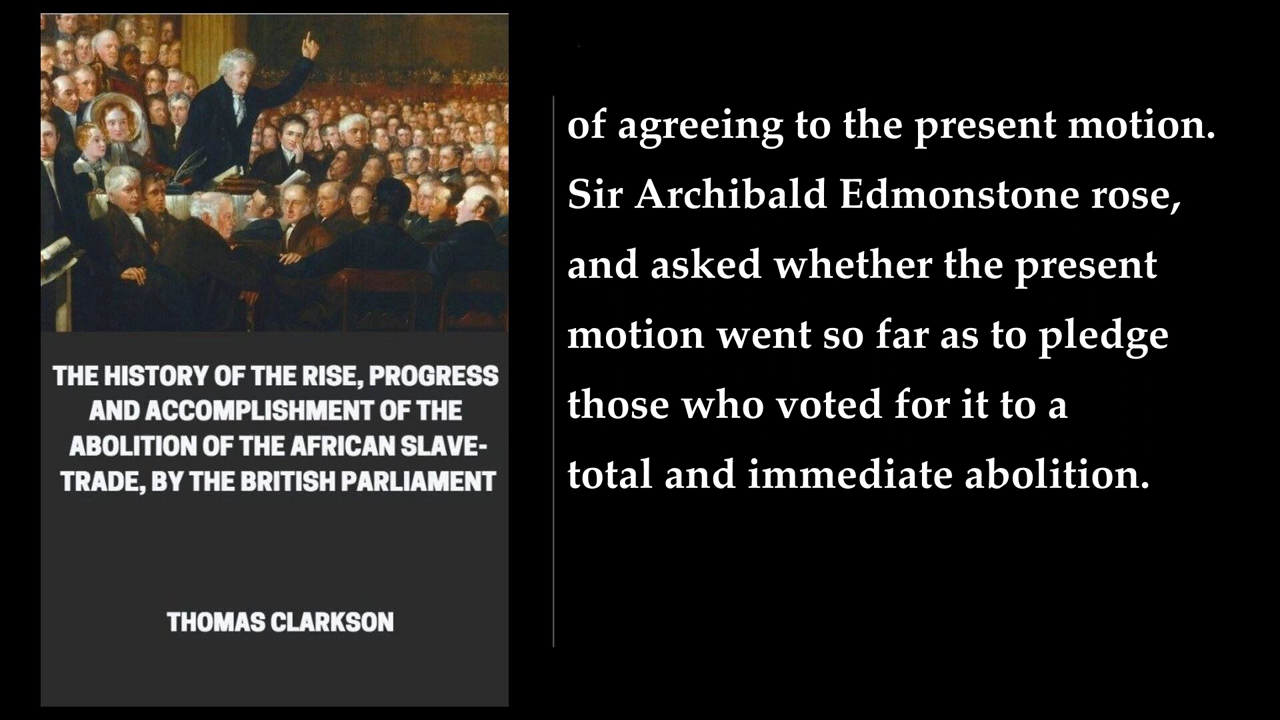 THE HISTORY OF THE RISE, PROGRESS
AND ACCOMPLISHMENT OF THE
ABOLITION OF THE AFRICAN SLAVE-
TRADE, BY THE BRITISH PARLIAMENT
THOMAS CLARKSON
of agreeing to the present motion.
Sir Archibald Edmonstone rose,
and asked whether the present
motion went so far as to pledge
those who voted for it to a
total and immediate abolition.